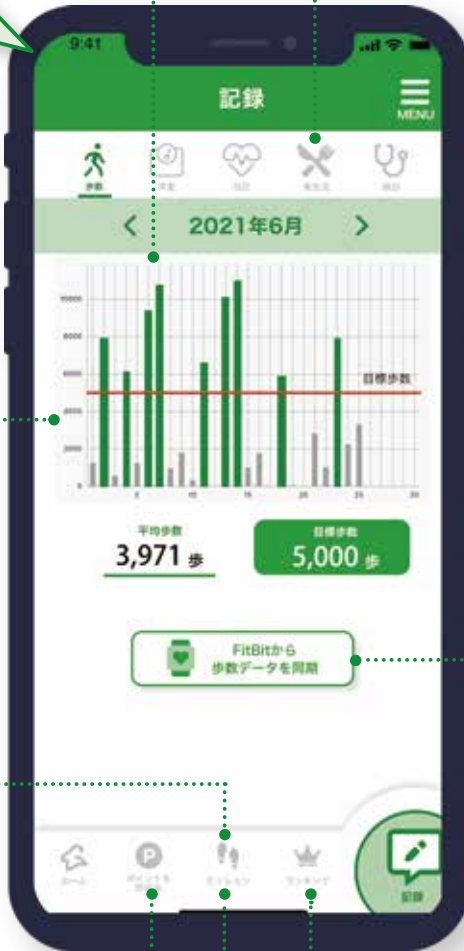 9:41
記録
MENU
歩数
2021年6月
10000
8000
6000
4000
2000
0
目標歩数
5
10
15
20
25
30
平均歩数
3,971 歩
目標歩数
5,000 歩
FitBitから
歩数データを同期
ホーム
ミッション
ランキング
記録